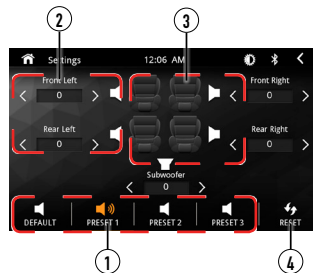 2
3
Settings
12:06 AM
Front Left
Front Right
0
0
Rear Left
Rear Right
0
0
Subwoofer
0
DEFAULT
PRESET 1
PRESET 2
PRESET 3
RESET
1
4